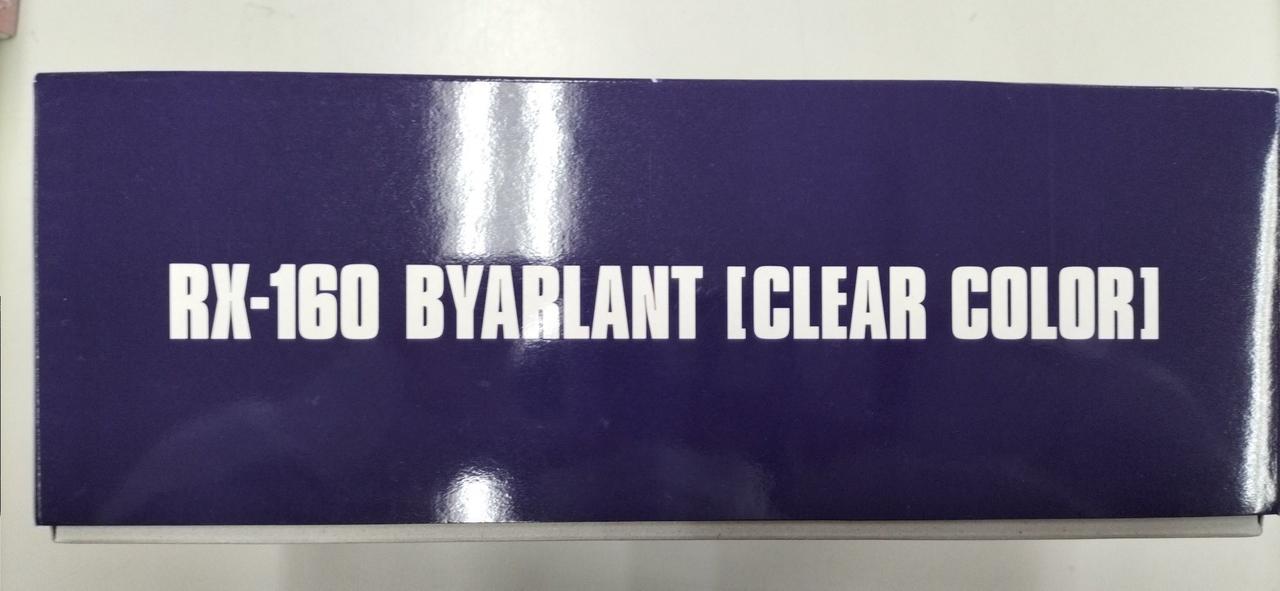 RX-160 BYARLANT [CLEAR COLOR]